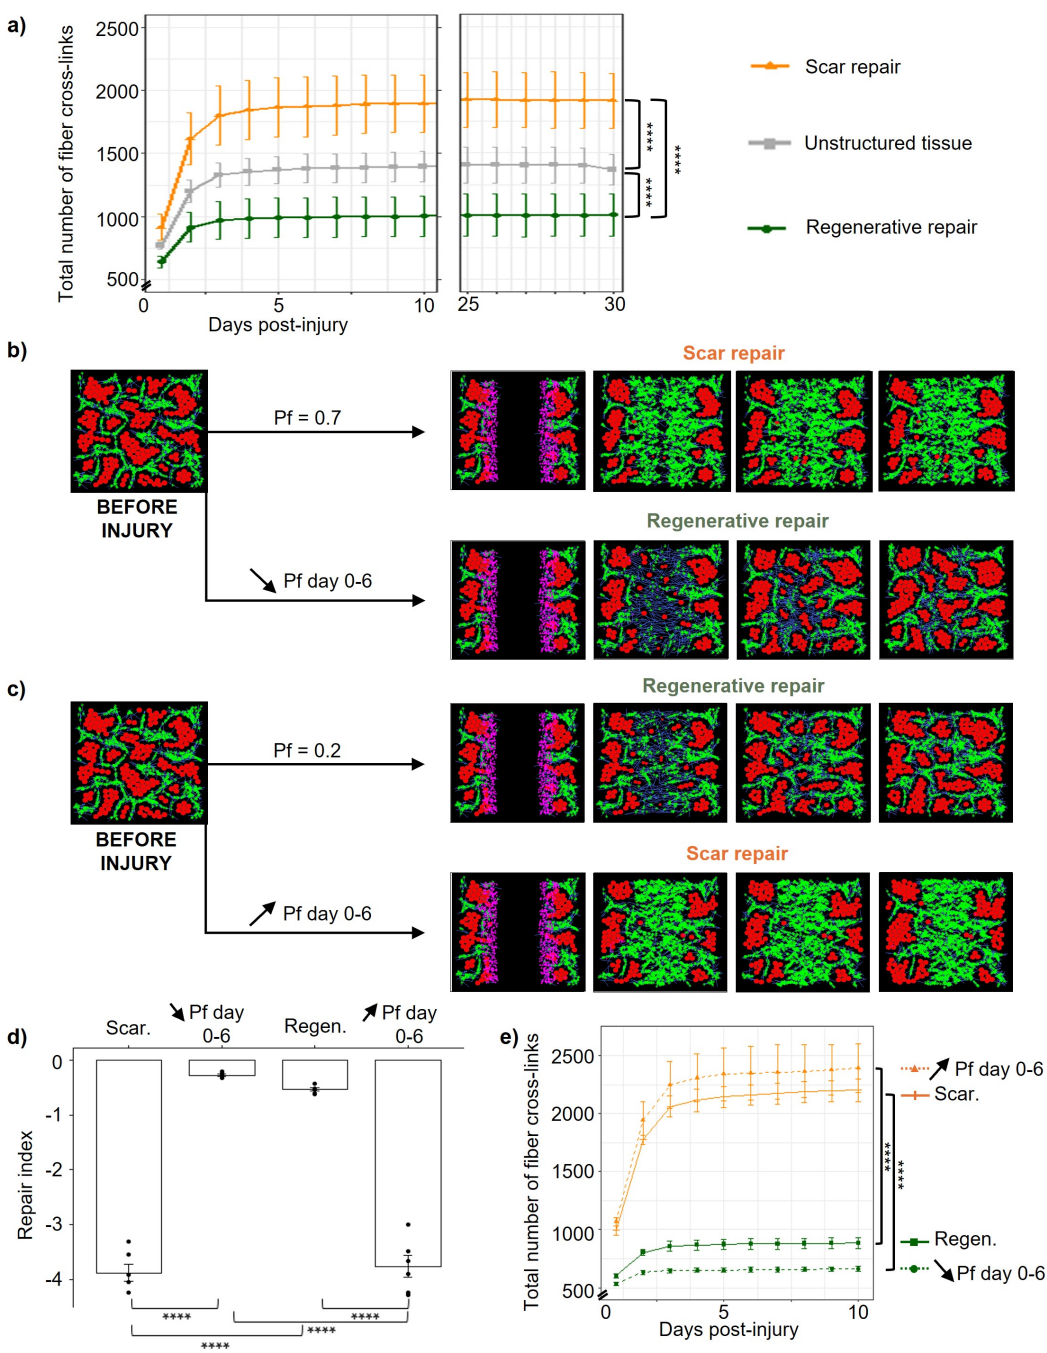 a)
Total number of fiber cross-links
2500
2000
1500
1000
500
0
5
10
25
26
27
28
29
30
Days post-injury
****
****
****
Scar repair
Unstructured tissue
Regenerative repair
b)
Scar repair
Pf = 0.7
BEFORE
INJURY
Regenerative repair
Pf day 0-6
c)
Regenerative repair
Pf = 0.2
BEFORE
INJURY
Scar repair
Pf day 0-6
d)
Scar.
Pf day
0-6
Regen.
Pf day
0-6
Repair index
0
-1
-2
-3
-4
****
****
****
****
e)
Total number of fiber cross-links
2500
2000
1500
1000
500
0
5
10
Days post-injury
****
****
Pf day 0-6
Scar.
Regen.
Pf day 0-6